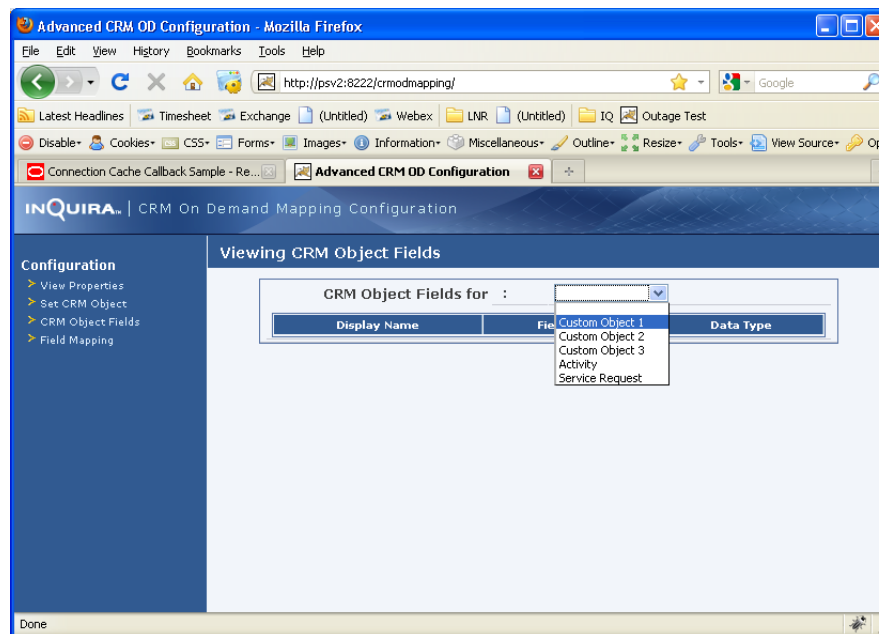 Advanced CRM OD Configuration - Mozilla Firefox
File Edit View History Bookmarks Tools Help
http://psv2:8222/crmodmapping/ Google
Latest Headlines Timesheet Exchange (Untitled) Webex LNR (Untitled) IQ Outage Test
Disable Cookies CSS Forms Images Information Miscellaneous Outline Resize Tools View Source Op
Connection Cache Callback Sample - Re... Advanced CRM OD Configuration
INQUIRA™ | CRM On Demand Mapping Configuration
Configuration
View Properties
Set CRM Object
CRM Object Fields
Field Mapping
Viewing CRM Object Fields
CRM Object Fields for :
Display Name Fie Data Type
Custom Object 1
Custom Object 2
Custom Object 3
Activity
Service Request
Done